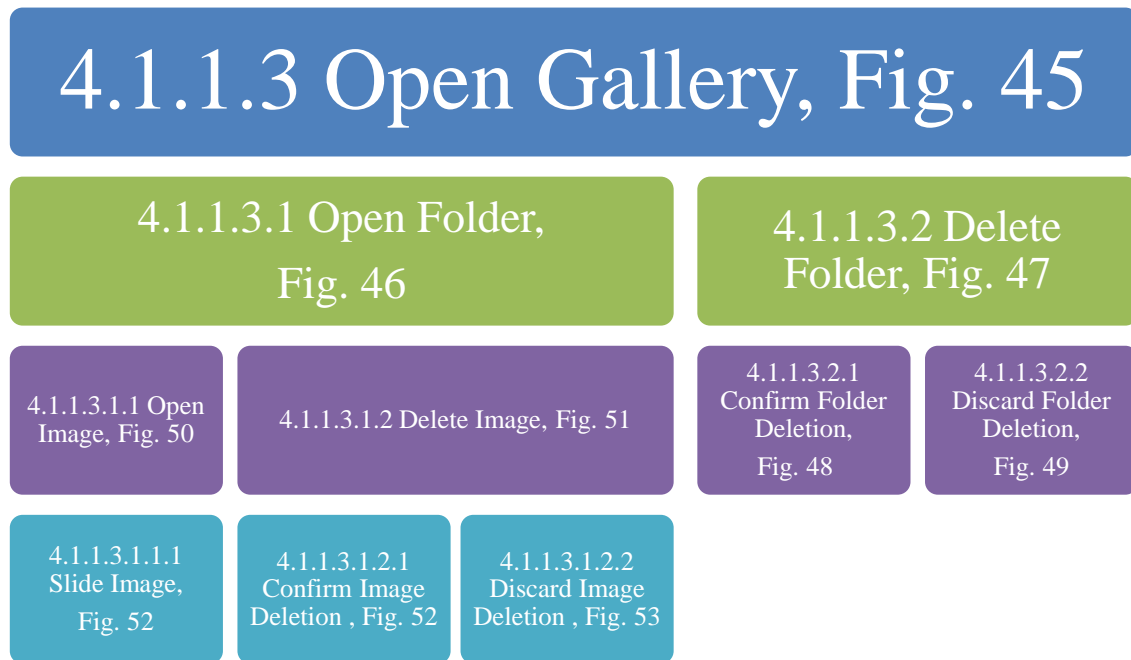 4.1.1.3 Open Gallery, Fig. 45
4.1.1.3.1 Open Folder,
Fig. 46
4.1.1.3.2 Delete
Folder, Fig. 47
4.1.1.3.1.1 Open
Image, Fig. 50
4.1.1.3.1.2 Delete Image, Fig. 51
4.1.1.3.2.1
Confirm Folder
Deletion,
Fig. 48
4.1.1.3.2.2
Discard Folder
Deletion,
Fig. 49
4.1.1.3.1.1.1
Slide Image,
Fig. 52
4.1.1.3.1.2.1
Confirm Image
Deletion , Fig. 52
4.1.1.3.1.2.2
Discard Image
Deletion , Fig. 53